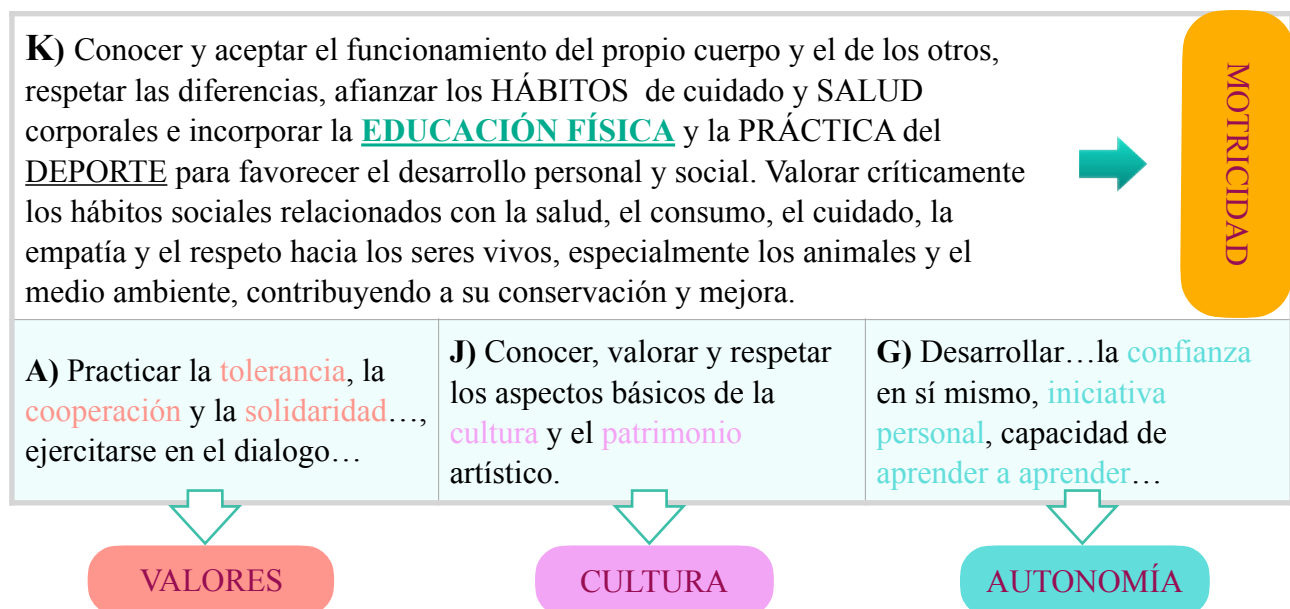 K) Conocer y aceptar el funcionamiento del propio cuerpo y el de los otros,
respetar las diferencias, afianzar los HÁBITOS de cuidado y SALUD
corporales e incorporar la EDUCACIÓN FÍSICA y la PRÁCTICA del
DEPORTE para favorecer el desarrollo personal y social. Valorar críticamente
los hábitos sociales relacionados con la salud, el consumo, el cuidado, la
empatía y el respeto hacia los seres vivos, especialmente los animales y el
medio ambiente, contribuyendo a su conservación y mejora.
MOTRICIDAD
A) Practicar la tolerancia, la
cooperación y la solidaridad…,
ejercitarse en el dialogo…
J) Conocer, valorar y respetar
los aspectos básicos de la
cultura y el patrimonio
artístico.
G) Desarrollar…la confianza
en sí mismo, iniciativa
personal, capacidad de
aprender a aprender…
VALORES
CULTURA
AUTONOMÍA